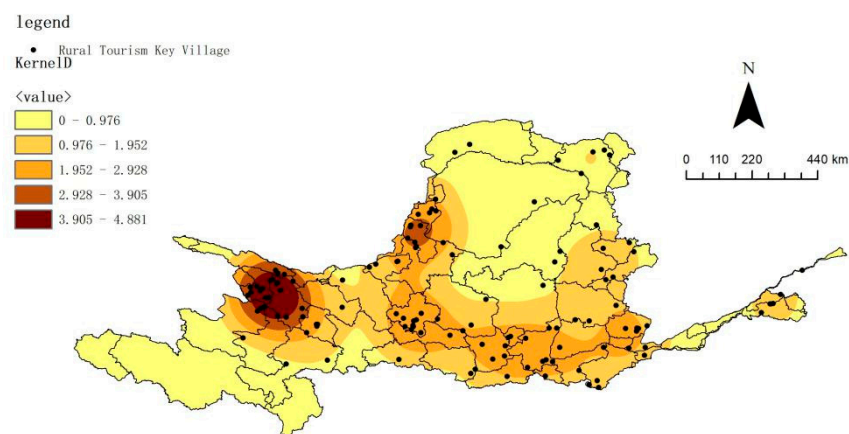 legend
Rural Tourism Key Village
KernelD
<value>
0 - 0.976
0.976 - 1.952
1.952 - 2.928
2.928 - 3.905
3.905 - 4.881
N
0 110 220 440 km